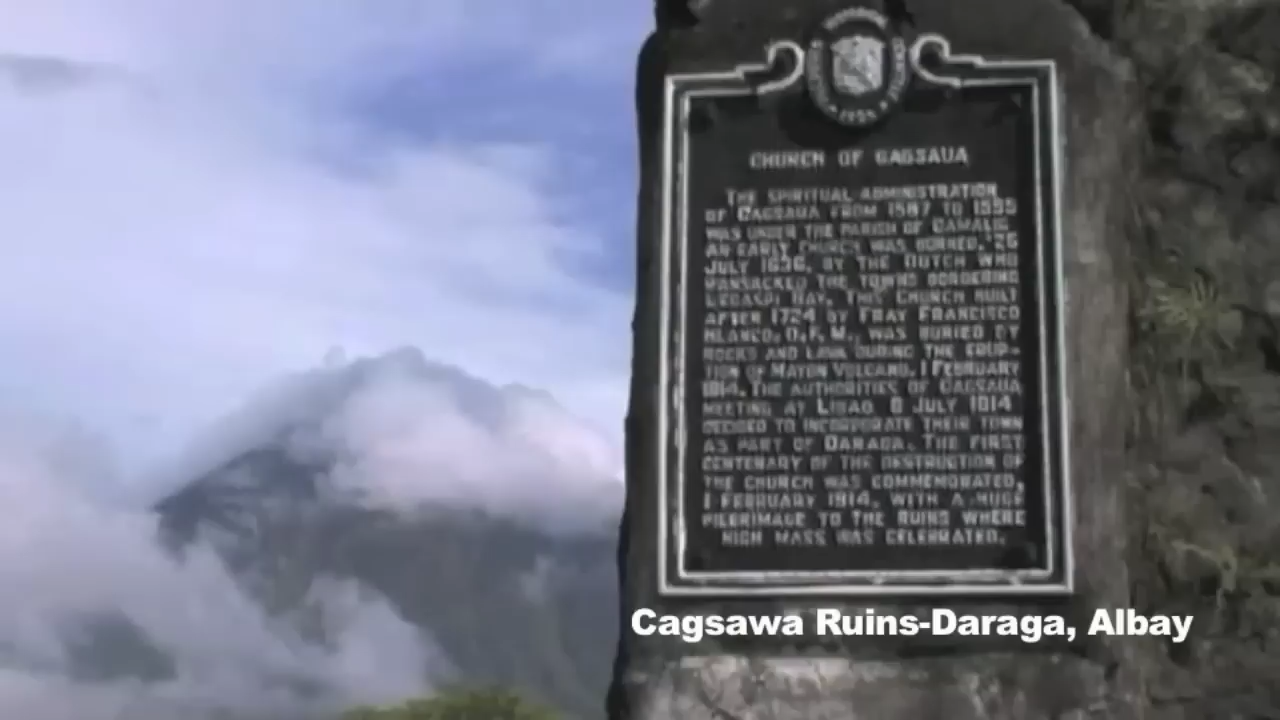 CHURCH OF CAGSAUA
THE SPIRITUAL ADMINISTRATION
OF CAGSAUA FROM 1587 TO 1595
WAS UNDER THE PARISH OF CAMALIG.
AN EARLY CHURCH WAS BURNED, 25
JULY 1636, BY THE DUTCH WHO
RANSACKED THE TOWNS BORDERING
LEGASPI BAY. THIS CHURCH BUILT
AFTER 1724 BY FRAY FRANCISCO
BLANCO, O.F.M., WAS BURIED BY
ROCKS AND LAVA DURING THE ERUP-
TION OF MAYON VOLCANO, 1 FEBRUARY
1814. THE AUTHORITIES OF CAGSAUA
MEETING AT LIBAO 8 JULY 1814
DECIDED TO INCORPORATE THEIR TOWN
AS PART OF DARAGA. THE FIRST
CENTENARY OF THE DESTRUCTION OF
THE CHURCH WAS COMMEMORATED,
1 FEBRUARY 1914, WITH A HUGE
PILGRIMAGE TO THE RUINS WHERE
HIGH MASS WAS CELEBRATED.
Cagsawa Ruins-Daraga, Albay